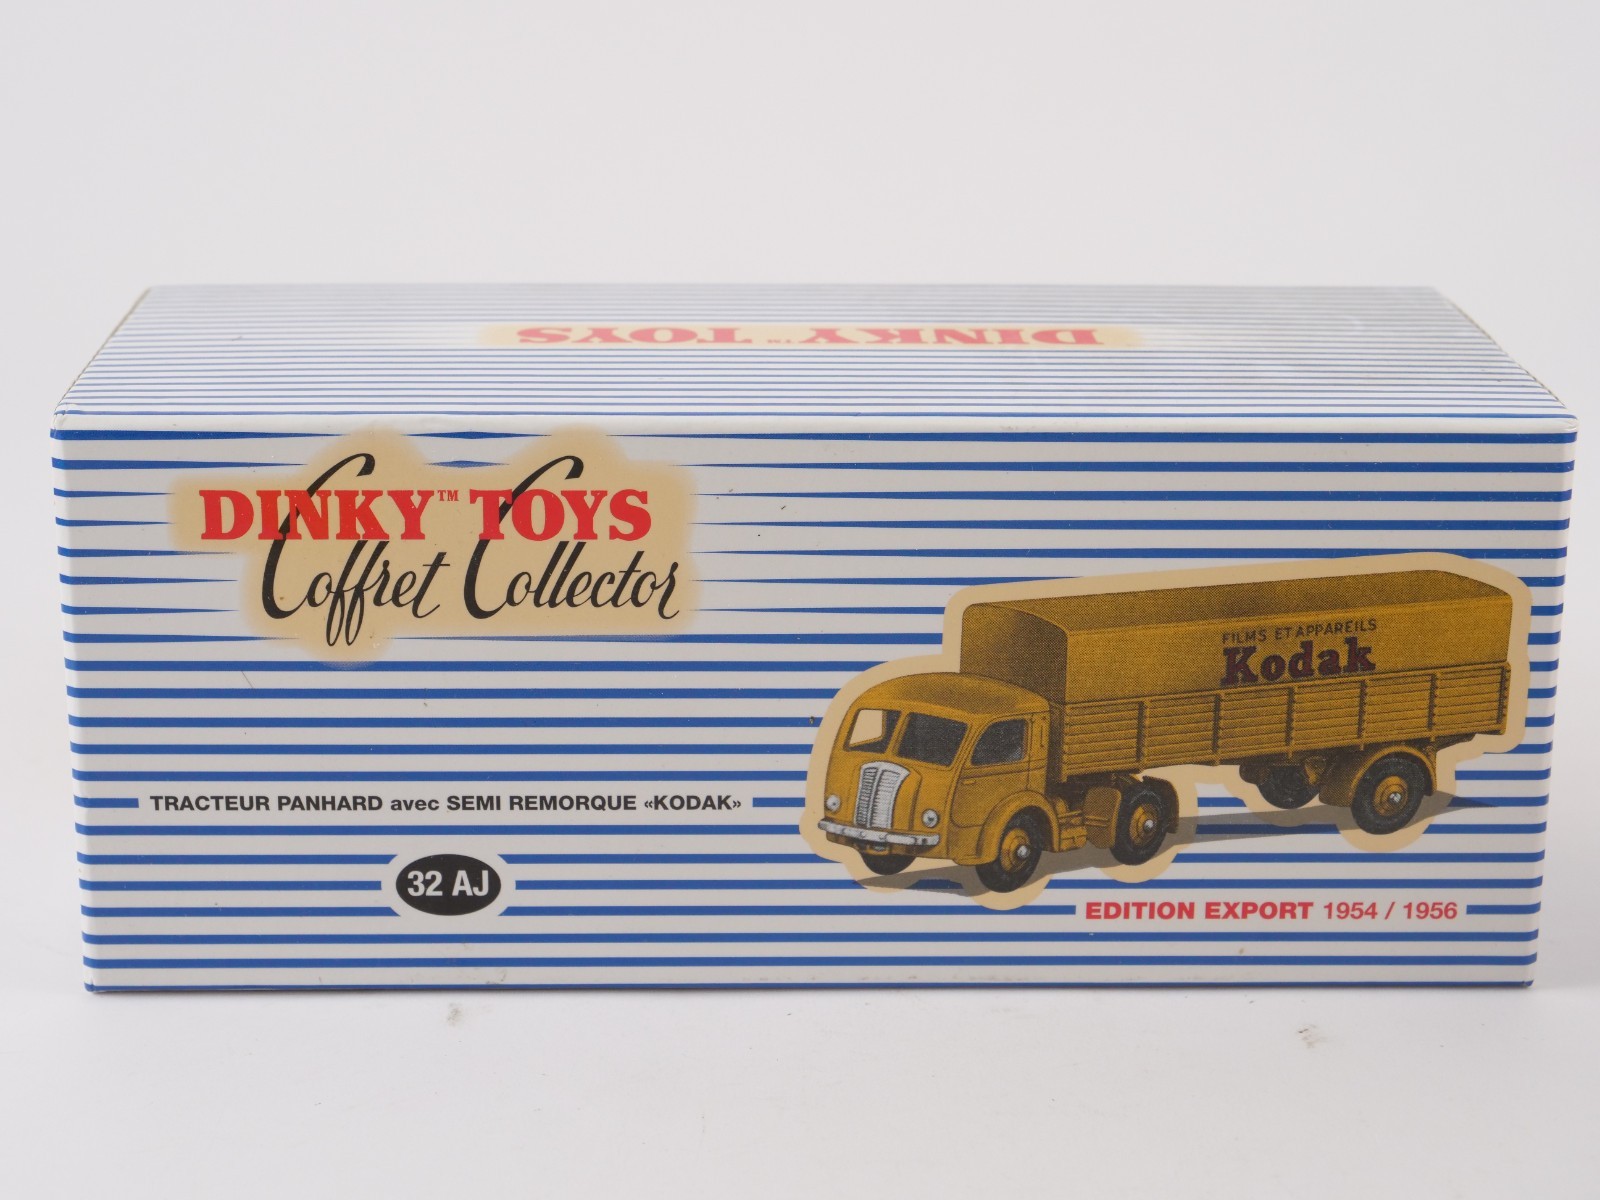 DINKY TOYS
DINKY™ TOYS
Coffret Collector
FILMS ET APPAREILS
Kodak
TRACTEUR PANHARD avec SEMI REMORQUE «KODAK»
32 AJ
EDITION EXPORT 1954 / 1956